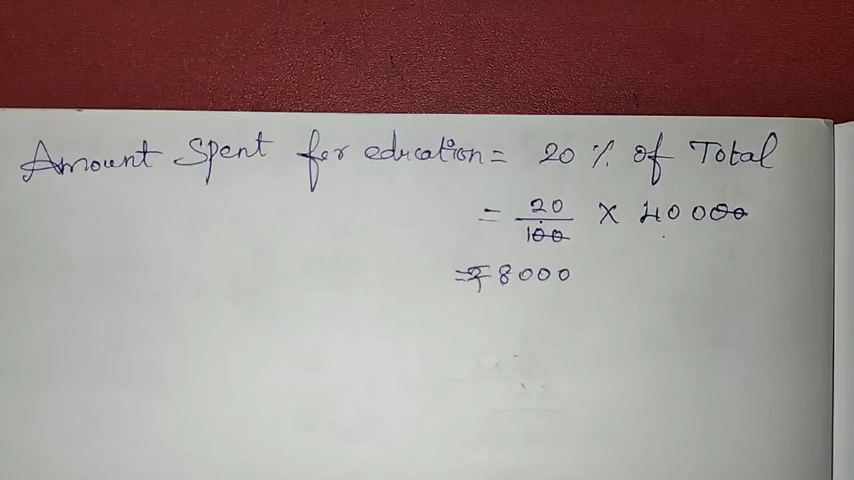 Amount Spent for education = 20 % of Total
= 20/100 × 40000
= ₹ 8000